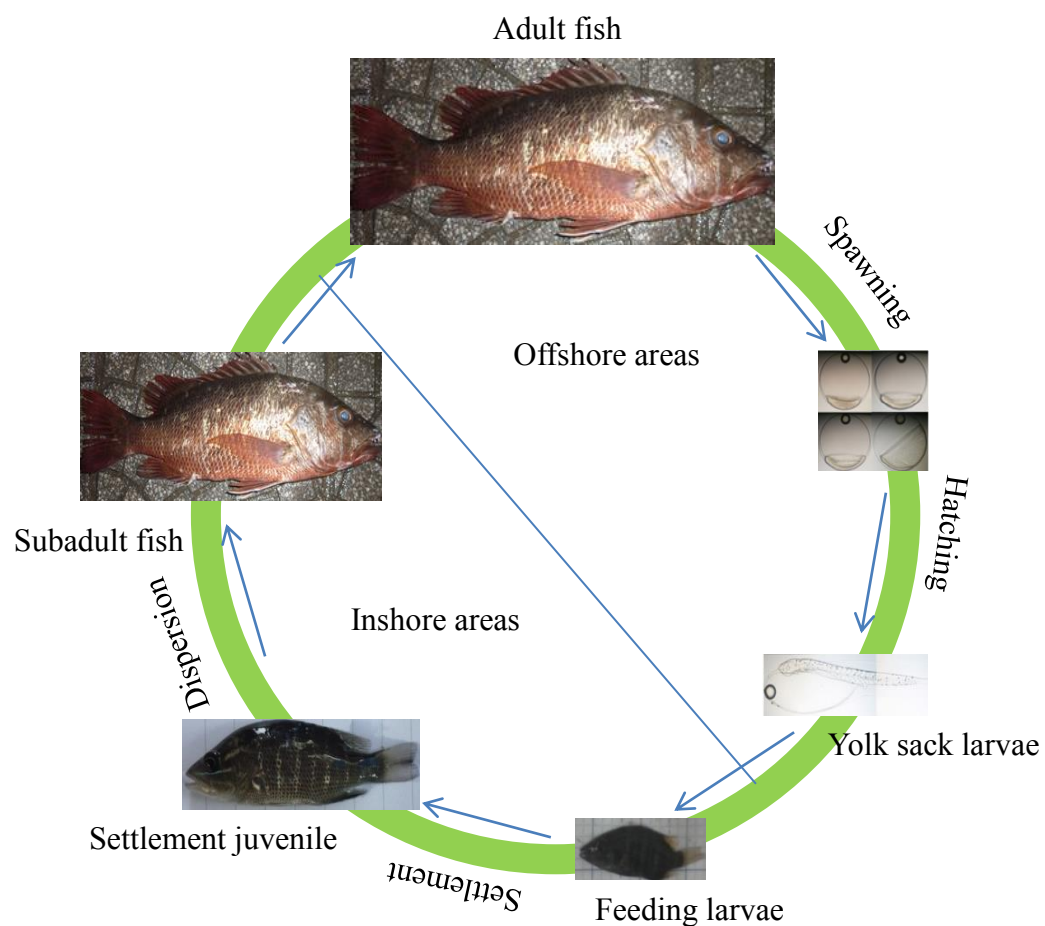 Adult fish
Spawning
Offshore areas
Hatching
Subadult fish
Inshore areas
Dispersion
Yolk sack larvae
Settlement juvenile
Settlement
Feeding larvae